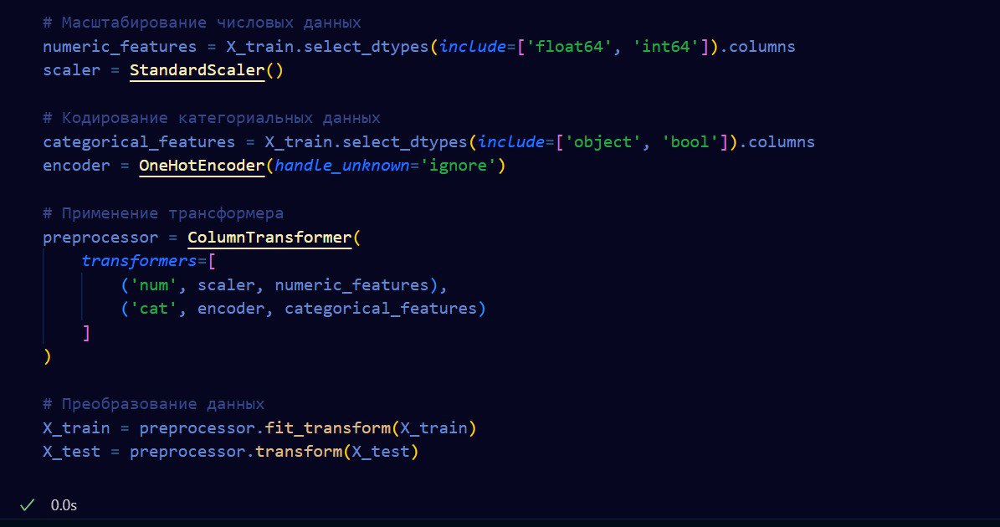 # Масштабирование числовых данных
numeric_features = X_train.select_dtypes(include=['float64', 'int64']).columns
scaler = StandardScaler()
# Кодирование категориальных данных
categorical_features = X_train.select_dtypes(include=['object', 'bool']).columns
encoder = OneHotEncoder(handle_unknown='ignore')
# Применение трансформера
preprocessor = ColumnTransformer(
    transformers=[
        ('num', scaler, numeric_features),
        ('cat', encoder, categorical_features)
    ]
)
# Преобразование данных
X_train = preprocessor.fit_transform(X_train)
X_test = preprocessor.transform(X_test)
0.0s